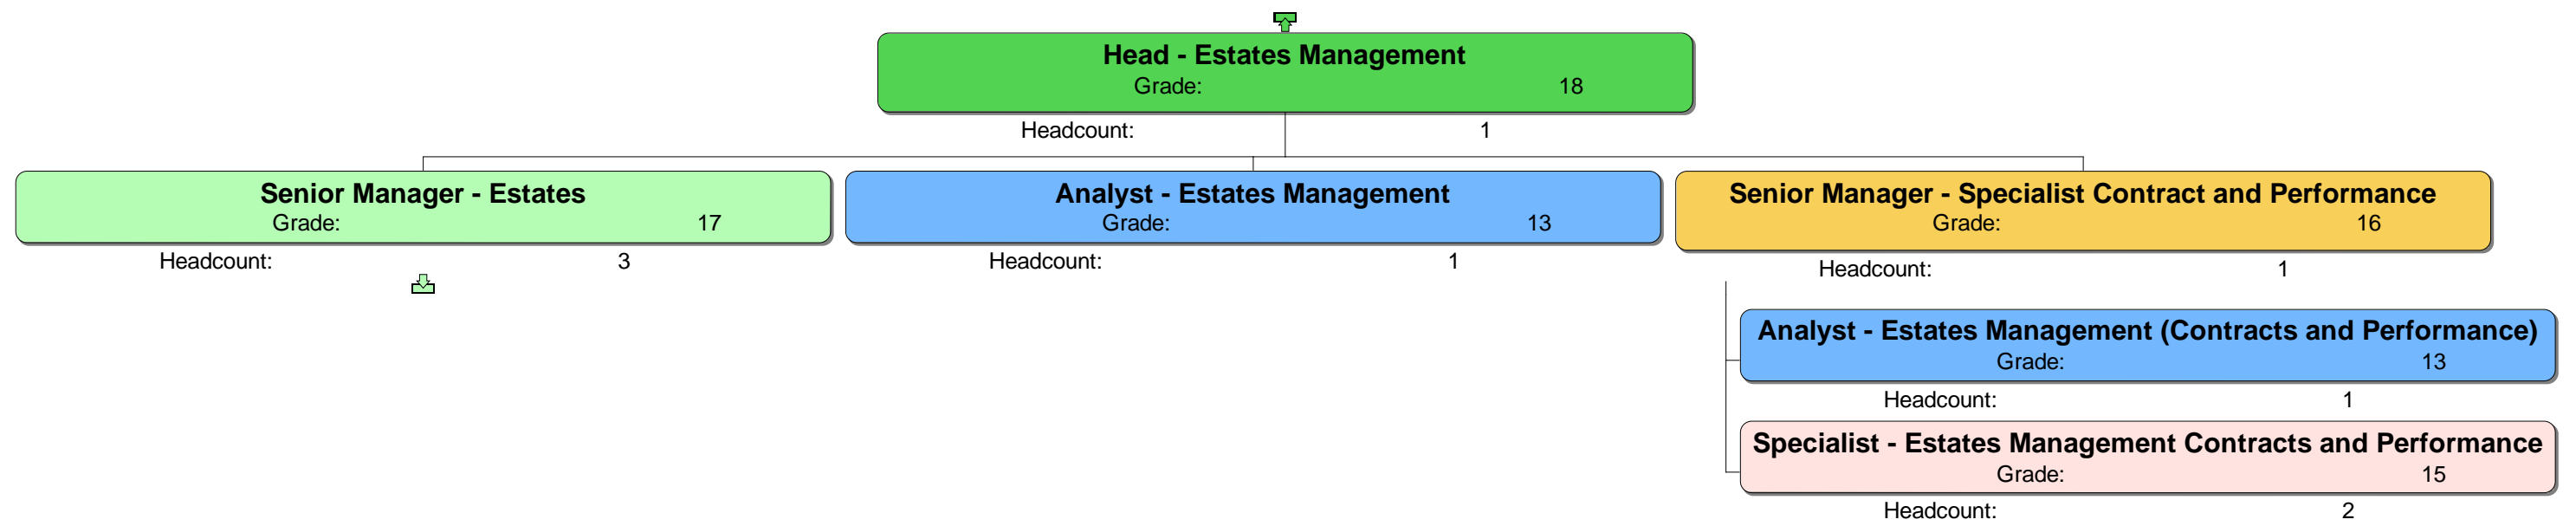 Head - Estates Management
Grade: 18
Headcount: 1
Senior Manager - Estates
Grade: 17
Headcount: 3
Analyst - Estates Management
Grade: 13
Headcount: 1
Senior Manager - Specialist Contract and Performance
Grade: 16
Headcount: 1
Analyst - Estates Management (Contracts and Performance)
Grade: 13
Headcount: 1
Specialist - Estates Management Contracts and Performance
Grade: 15
Headcount: 2